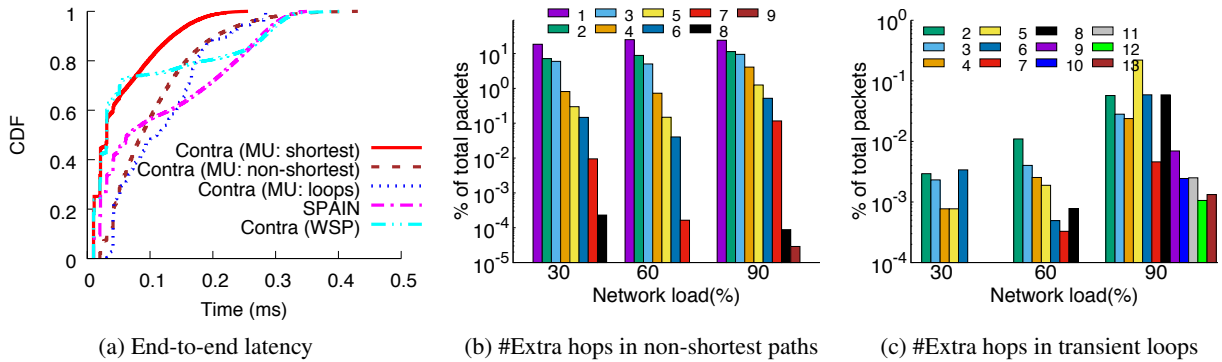 1
0.8
0.6
0.4
0.2
0
CDF
Contra (MU: shortest)
Contra (MU: non-shortest)
Contra (MU: loops)
SPAIN
Contra (WSP)
0 0.1 0.2 0.3 0.4 0.5
Time (ms)
(a) End-to-end latency
1 3 5 7 9
2 4 6 8
10^1%
10^0%
10^-1%
10^-2%
10^-3%
10^-4%
10^-5%
% of total packets
30 60 90
Network load(%)
(b) #Extra hops in non-shortest paths
2 5 8 11
3 6 9 12
4 7 10 13
10^0%
10^-1%
10^-2%
10^-3%
10^-4%
% of total packets
30 60 90
Network load(%)
(c) #Extra hops in transient loops